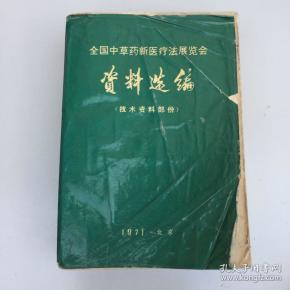 全国中草药新医疗法展览会
资料选编
(技术资料部份)
1971·北京
孔夫子旧书网